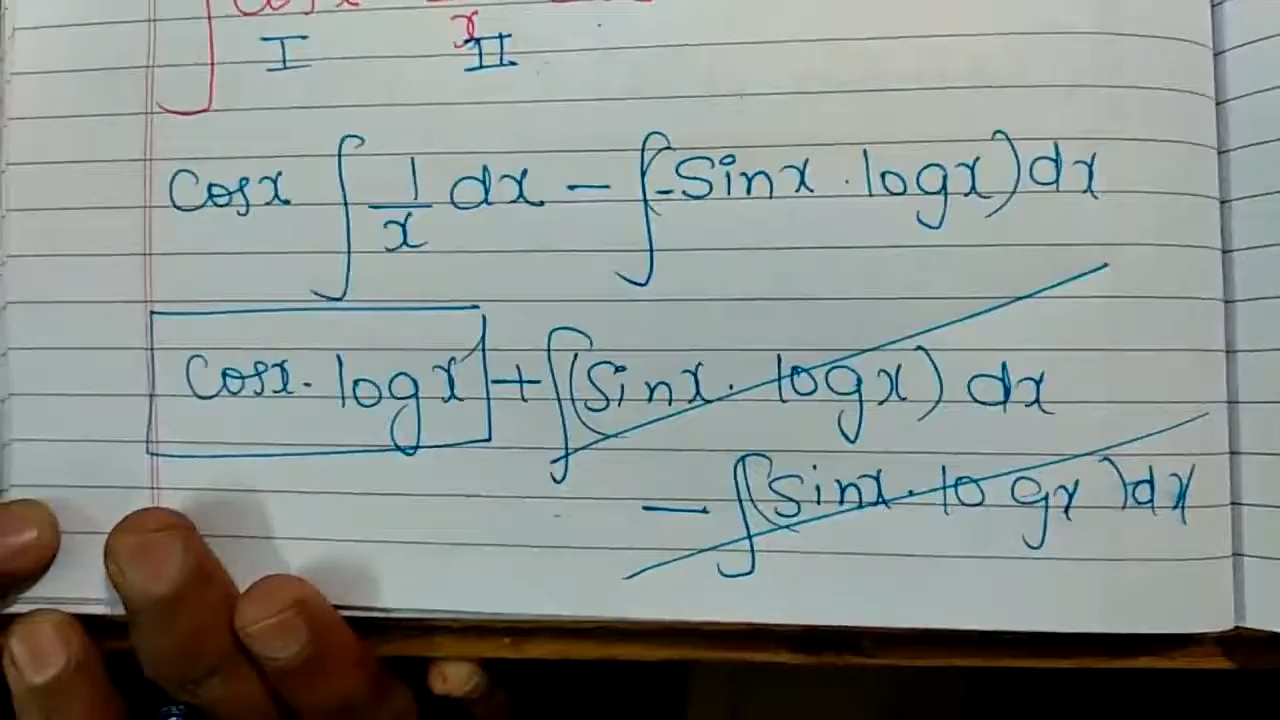 x
I II
Cosx ∫ 1/x dx - ∫(-Sinx . logx) dx
Cosx. logx + ∫(Sinx. logx) dx
- ∫(Sinx. logx) dx